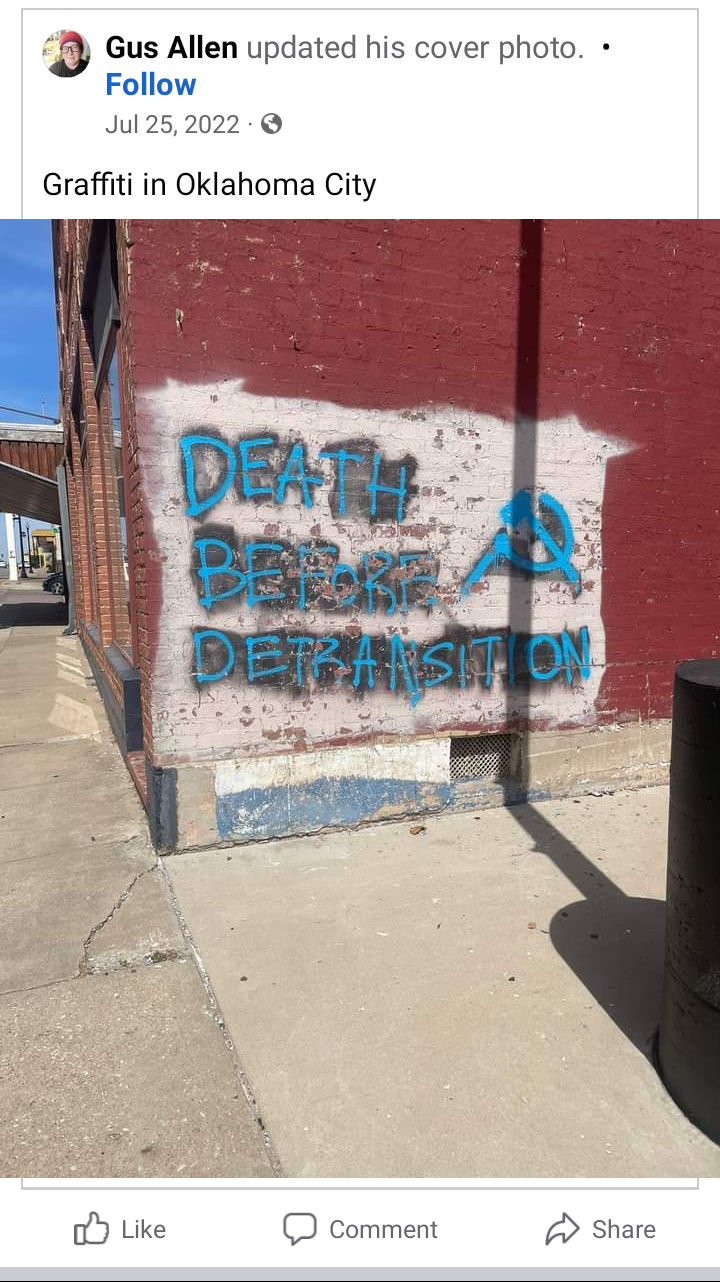 Gus Allen updated his cover photo. •
Follow
Jul 25, 2022 ·
Graffiti in Oklahoma City
DEATH
BEFORE
DETRANSITION
Like
Comment
Share